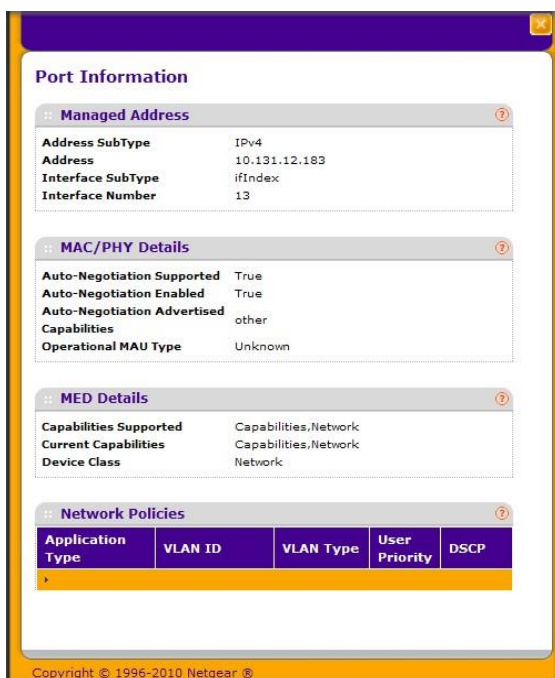 Port Information
Managed Address
Address SubType IPv4
Address 10.131.12.183
Interface SubType ifIndex
Interface Number 13
MAC/PHY Details
Auto-Negotiation Supported True
Auto-Negotiation Enabled True
Auto-Negotiation Advertised
Capabilities other
Operational MAU Type Unknown
MED Details
Capabilities Supported Capabilities,Network
Current Capabilities Capabilities,Network
Device Class Network
Network Policies
Application Type VLAN ID VLAN Type User Priority DSCP
Copyright © 1996-2010 Netgear ®